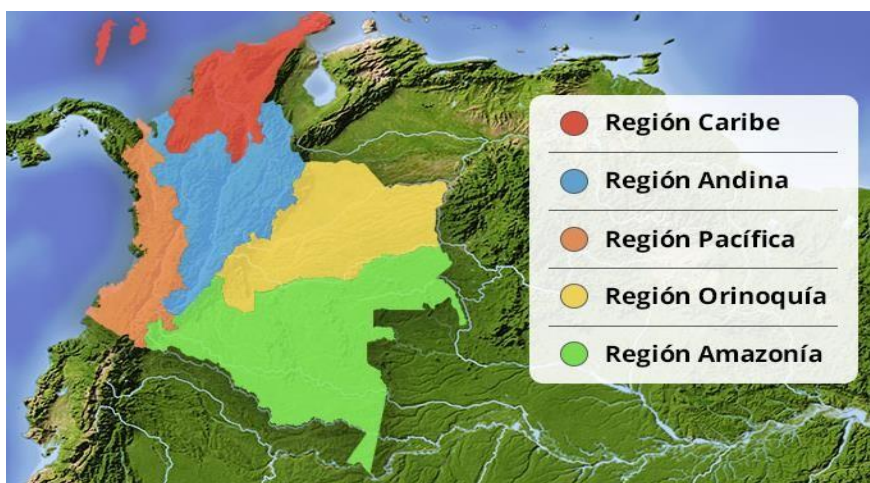 Región Caribe
Región Andina
Región Pacífica
Región Orinoquía
Región Amazonía